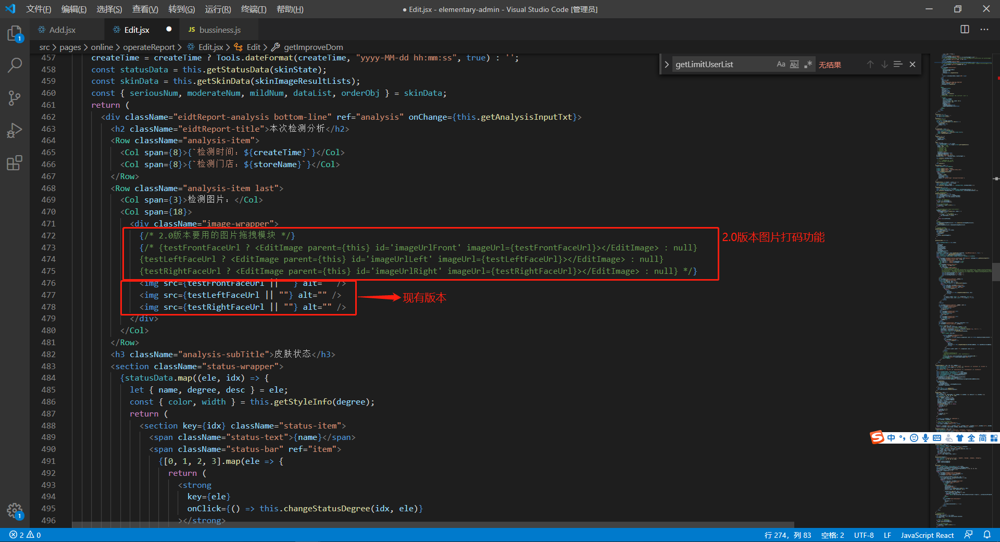 文件(F) 编辑(E) 选择(S) 查看(V) 转到(G) 运行(R) 终端(T) 帮助(H) ● Edit.jsx - elementary-admin - Visual Studio Code [管理员]
Add.jsx Edit.jsx ● JS bussiness.js
src > pages > online > operateReport > Edit.jsx > Edit > getImproveDom
getLimitUserList Aa Abl .* 无结果
457 createTime = createTime ? Tools.dateFormat(createTime, "yyyy-MM-dd hh:mm:ss", true) : '';
458 const statusData = this.getStatusData(skinState);
459 const skinData = this.getSkinData(skinImageResultLists);
460 const { seriousNum, moderateNum, mildNum, dataList, orderObj } = skinData;
461 return (
462 <div className="eidtReport-analysis bottom-line" ref="analysis" onChange={this.getAnalysisInputTxt}>
463 <h2 className="eidtReport-title">本次检测分析</h2>
464 <Row className="analysis-item">
465 <Col span={8}>{`检测时间：${createTime}`}</Col>
466 <Col span={8}>{`检测门店：${storeName}`}</Col>
467 </Row>
468 <Row className="analysis-item last">
469 <Col span={3}>检测图片：</Col>
470 <Col span={18}>
471 <div className="image-wrapper">
472 {/* 2.0版本要用的图片拖拽模块 */}
2.0版本图片打码功能
473 {/* {testFrontFaceUrl ? <EditImage parent={this} id='imageUrlFront' imageUrl={testFrontFaceUrl}></EditImage> : null}
474 {testLeftFaceUrl ? <EditImage parent={this} id='imageUrlLeft' imageUrl={testLeftFaceUrl}></EditImage> : null}
475 {testRightFaceUrl ? <EditImage parent={this} id='imageUrlRight' imageUrl={testRightFaceUrl}></EditImage> : null} */}
476 <img src={testFrontFaceUrl || ""} alt="" />
477 <img src={testLeftFaceUrl || ""} alt="" />
现有版本
478 <img src={testRightFaceUrl || ""} alt="" />
479 </div>
480 </Col>
481 </Row>
482 <h3 className="analysis-subTitle">皮肤状态</h3>
483 <section className="status-wrapper">
484 {statusData.map((ele, idx) => {
485 let { name, degree, desc } = ele;
486 const { color, width } = this.getStyleInfo(degree);
487 return (
488 <section key={idx} className="status-item">
489 <span className="status-text">{name}</span>
490 <span className="status-bar" ref="item">
491 {[0, 1, 2, 3].map(ele => {
492 return (
493 <strong
494 key={ele}
495 onClick={() => this.changeStatusDegree(idx, ele)}
496 ></strong>
1
1
S 中 全 简
2 0 行 274，列 83 空格: 2 UTF-8 LF JavaScript React